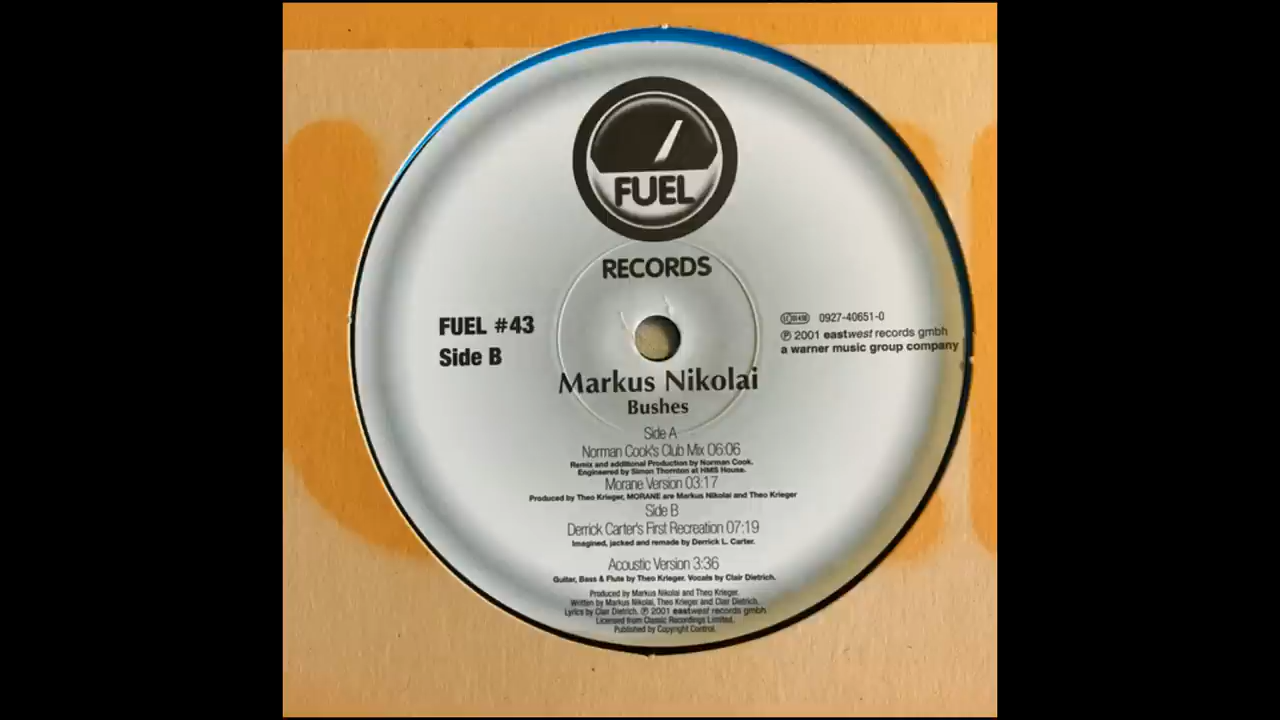 FUEL
RECORDS
FUEL #43
Side B
LC 0927-40651-0
℗ 2001 eastwest records gmbh
a warner music group company
Markus Nikolai
Bushes
Side A
Norman Cook's Club Mix 06:06
Remix and additional Production by Norman Cook.
Engineered by Simon Thornton at HMS House.
Morane Version 03:17
Produced by Theo Krieger, MORANE are Markus Nikolai and Theo Krieger
Side B
Derrick Carter's First Recreation 07:19
Imagined, jacked and remade by Derrick L. Carter.
Acoustic Version 3:36
Guitar, Bass & Flute by Theo Krieger. Vocals by Clair Dietrich.
Produced by Markus Nikolai and Theo Krieger.
Written by Markus Nikolai, Theo Krieger and Clair Dietrich.
Lyrics by Clair Dietrich. ℗ 2001 eastwest records gmbh
Licensed from Classic Recordings Limited.
Published by Copyright Control.